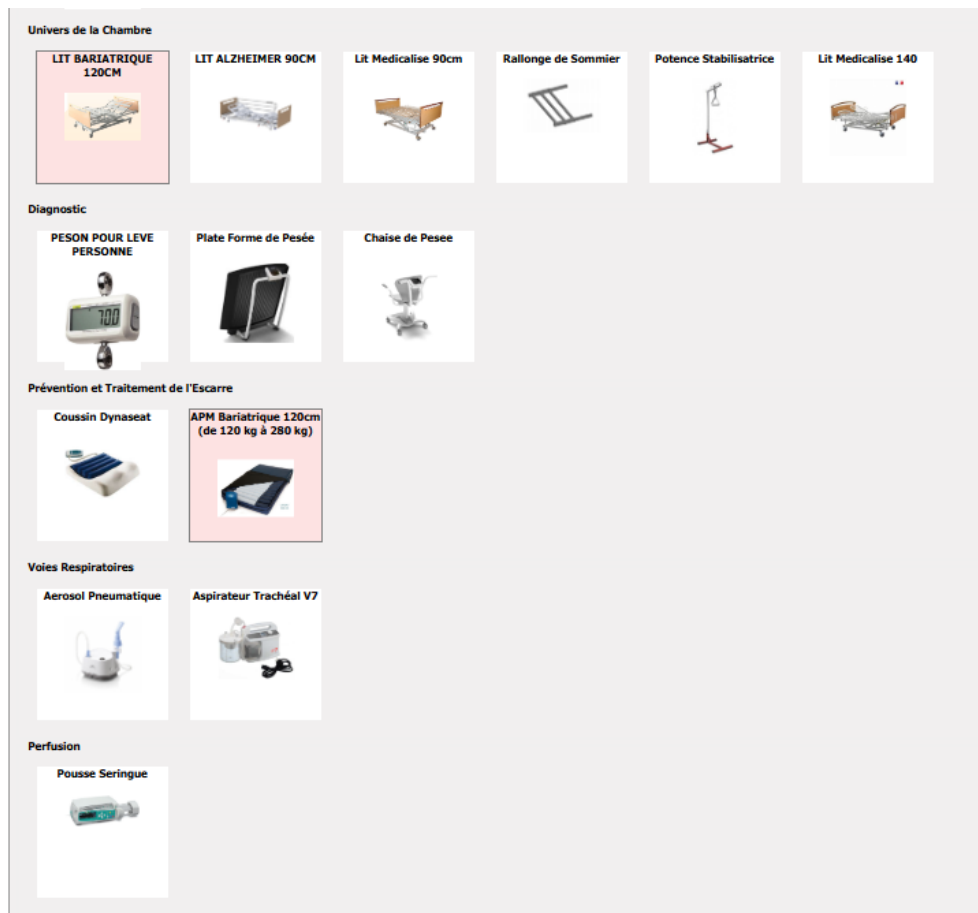 Univers de la Chambre
LIT BARIATRIQUE
120CM
LIT ALZHEIMER 90CM
Lit Medicalise 90cm
Rallonge de Sommier
Potence Stabilisatrice
Lit Medicalise 140
Diagnostic
PESON POUR LEVE
PERSONNE
70.0
Plate Forme de Pesée
Chaise de Pesee
Prévention et Traitement de l'Escarre
Coussin Dynaseat
APM Bariatrique 120cm
(de 120 kg à 280 kg)
Voies Respiratoires
Aerosol Pneumatique
Aspirateur Trachéal V7
Perfusion
Pousse Seringue